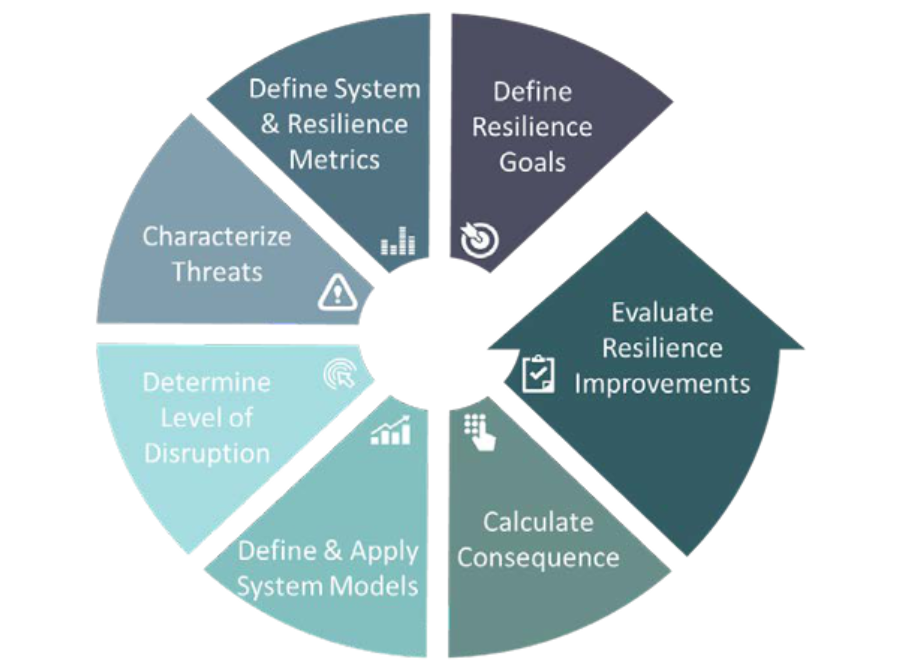 Define System
& Resilience
Metrics
Define
Resilience
Goals
Characterize
Threats
Evaluate
Resilience
Improvements
Determine
Level of
Disruption
Define & Apply
System Models
Calculate
Consequence